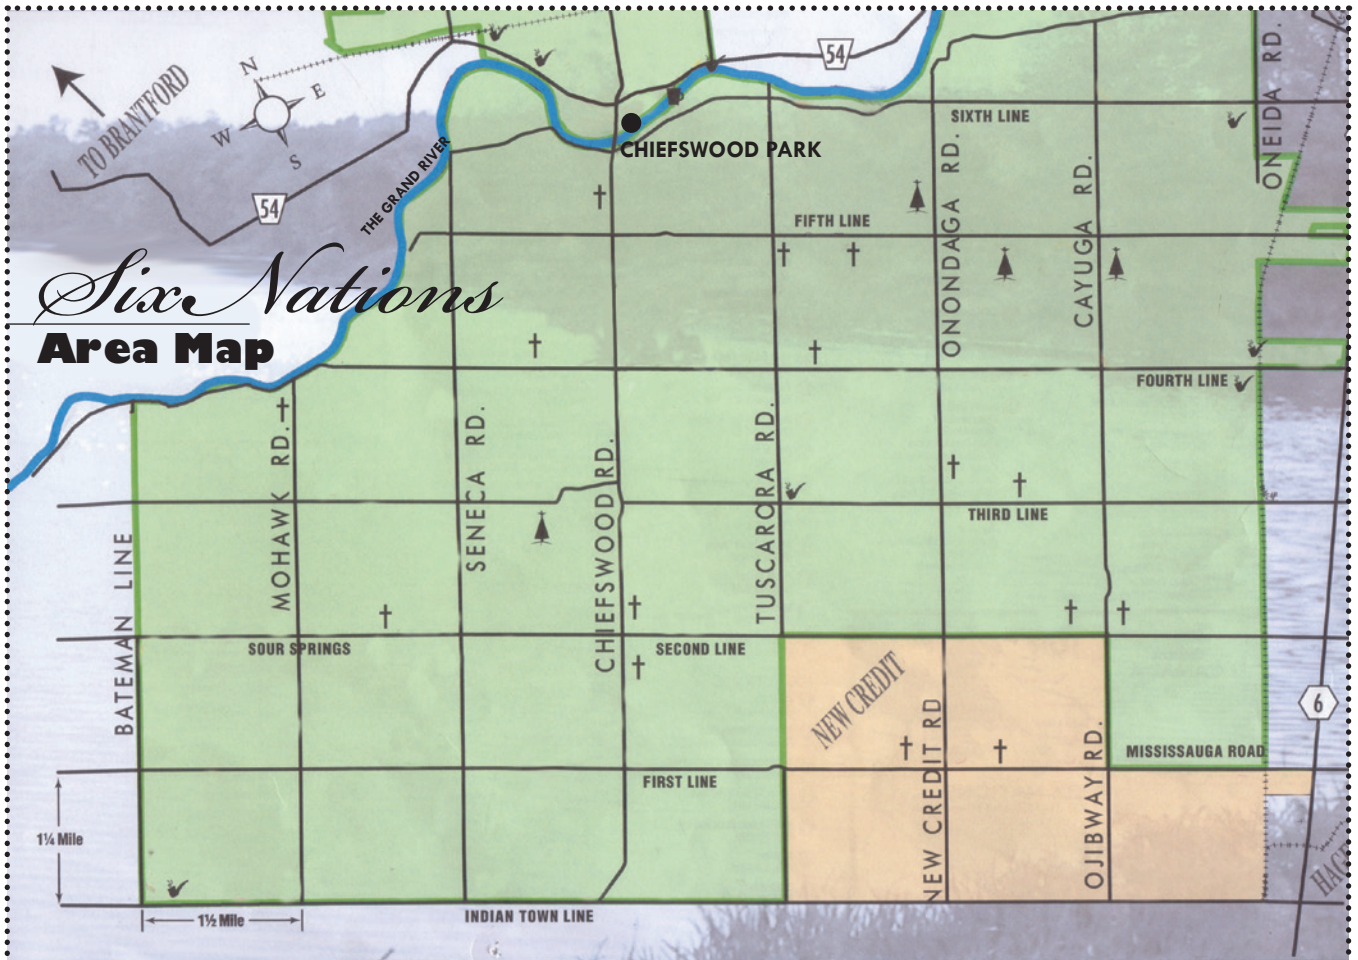 54
N
E
W
S
TO BRANTFORD
SIXTH LINE
ONEIDA RD.
CHIEFSWOOD PARK
THE GRAND RIVER
54
FIFTH LINE
ONONDAGA RD.
CAYUGA RD.
Six Nations
Area Map
FOURTH LINE
MOHAWK RD.
SENECA RD.
CHIEFSWOOD RD.
TUSCARORA RD.
THIRD LINE
BATEMAN LINE
SOUR SPRINGS
SECOND LINE
NEW CREDIT
NEW CREDIT RD
OJIBWAY RD.
6
MISSISSAUGA ROAD
FIRST LINE
1¼ Mile
1½ Mile
INDIAN TOWN LINE